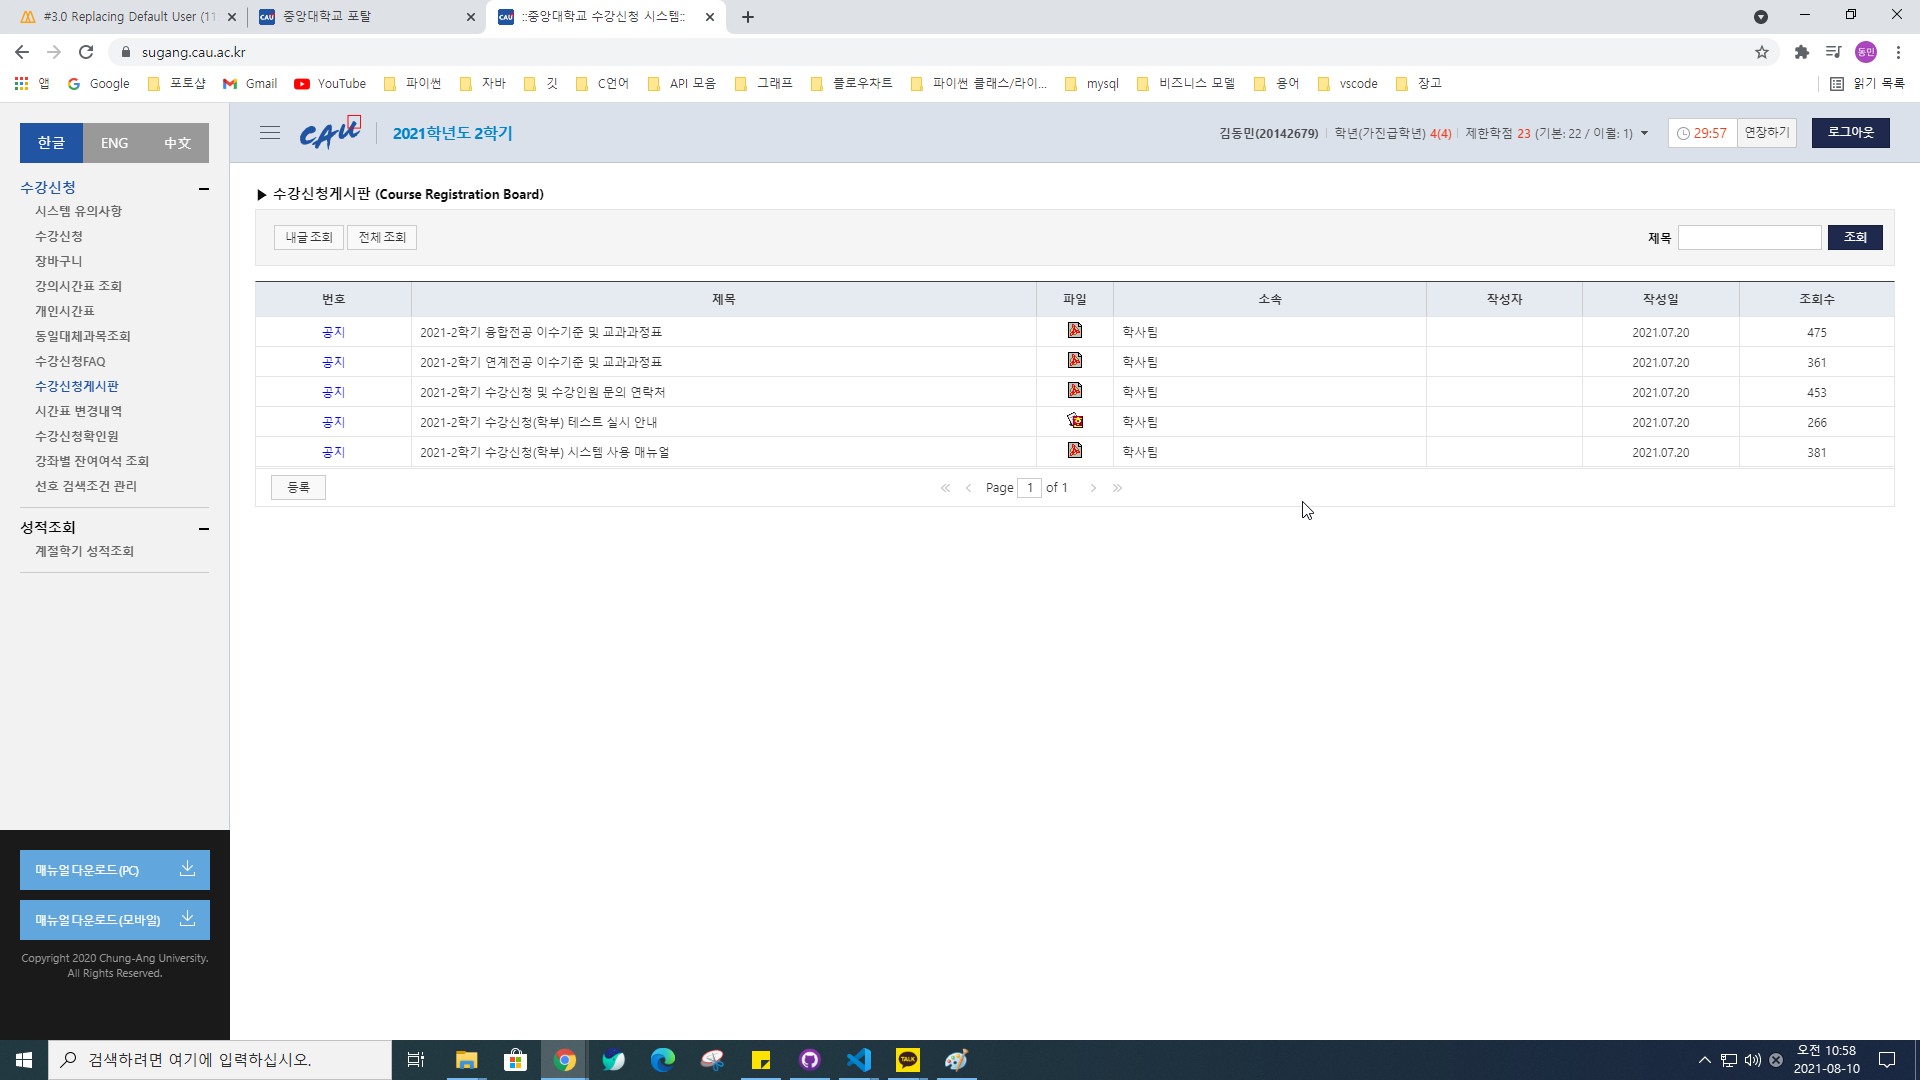 #3.0 Replacing Default User (11
중앙대학교 포탈
::중앙대학교 수강신청 시스템::
sugang.cau.ac.kr
동민
앱 Google 포토샵 Gmail YouTube 파이썬 자바 깃 C언어 API 모음 그래프 플로우차트 파이썬 클래스/라이... mysql 비즈니스 모델 용어 vscode 장고 읽기 목록
한글 ENG 中文
CAU 2021학년도 2학기
김동민(20142679) 학년(가진급학년) 4(4) 제한학점 23 (기본: 22 / 이월: 1) 29:57 연장하기 로그아웃
수강신청
시스템 유의사항
수강신청
장바구니
강의시간표 조회
개인시간표
동일대체과목조회
수강신청FAQ
수강신청게시판
시간표 변경내역
수강신청확인원
강좌별 잔여여석 조회
선호 검색조건 관리
성적조회
계절학기 성적조회
▶ 수강신청게시판 (Course Registration Board)
내글 조회 전체 조회 제목 조회
번호 제목 파일 소속 작성자 작성일 조회수
공지 2021-2학기 융합전공 이수기준 및 교과과정표 학사팀 2021.07.20 475
공지 2021-2학기 연계전공 이수기준 및 교과과정표 학사팀 2021.07.20 361
공지 2021-2학기 수강신청 및 수강인원 문의 연락처 학사팀 2021.07.20 453
공지 2021-2학기 수강신청(학부) 테스트 실시 안내 학사팀 2021.07.20 266
공지 2021-2학기 수강신청(학부) 시스템 사용 매뉴얼 학사팀 2021.07.20 381
등록 Page 1 of 1
매뉴얼 다운로드(PC)
매뉴얼 다운로드(모바일)
Copyright 2020 Chung-Ang University.
All Rights Reserved.
검색하려면 여기에 입력하십시오.
TALK
오전 10:58
2021-08-10